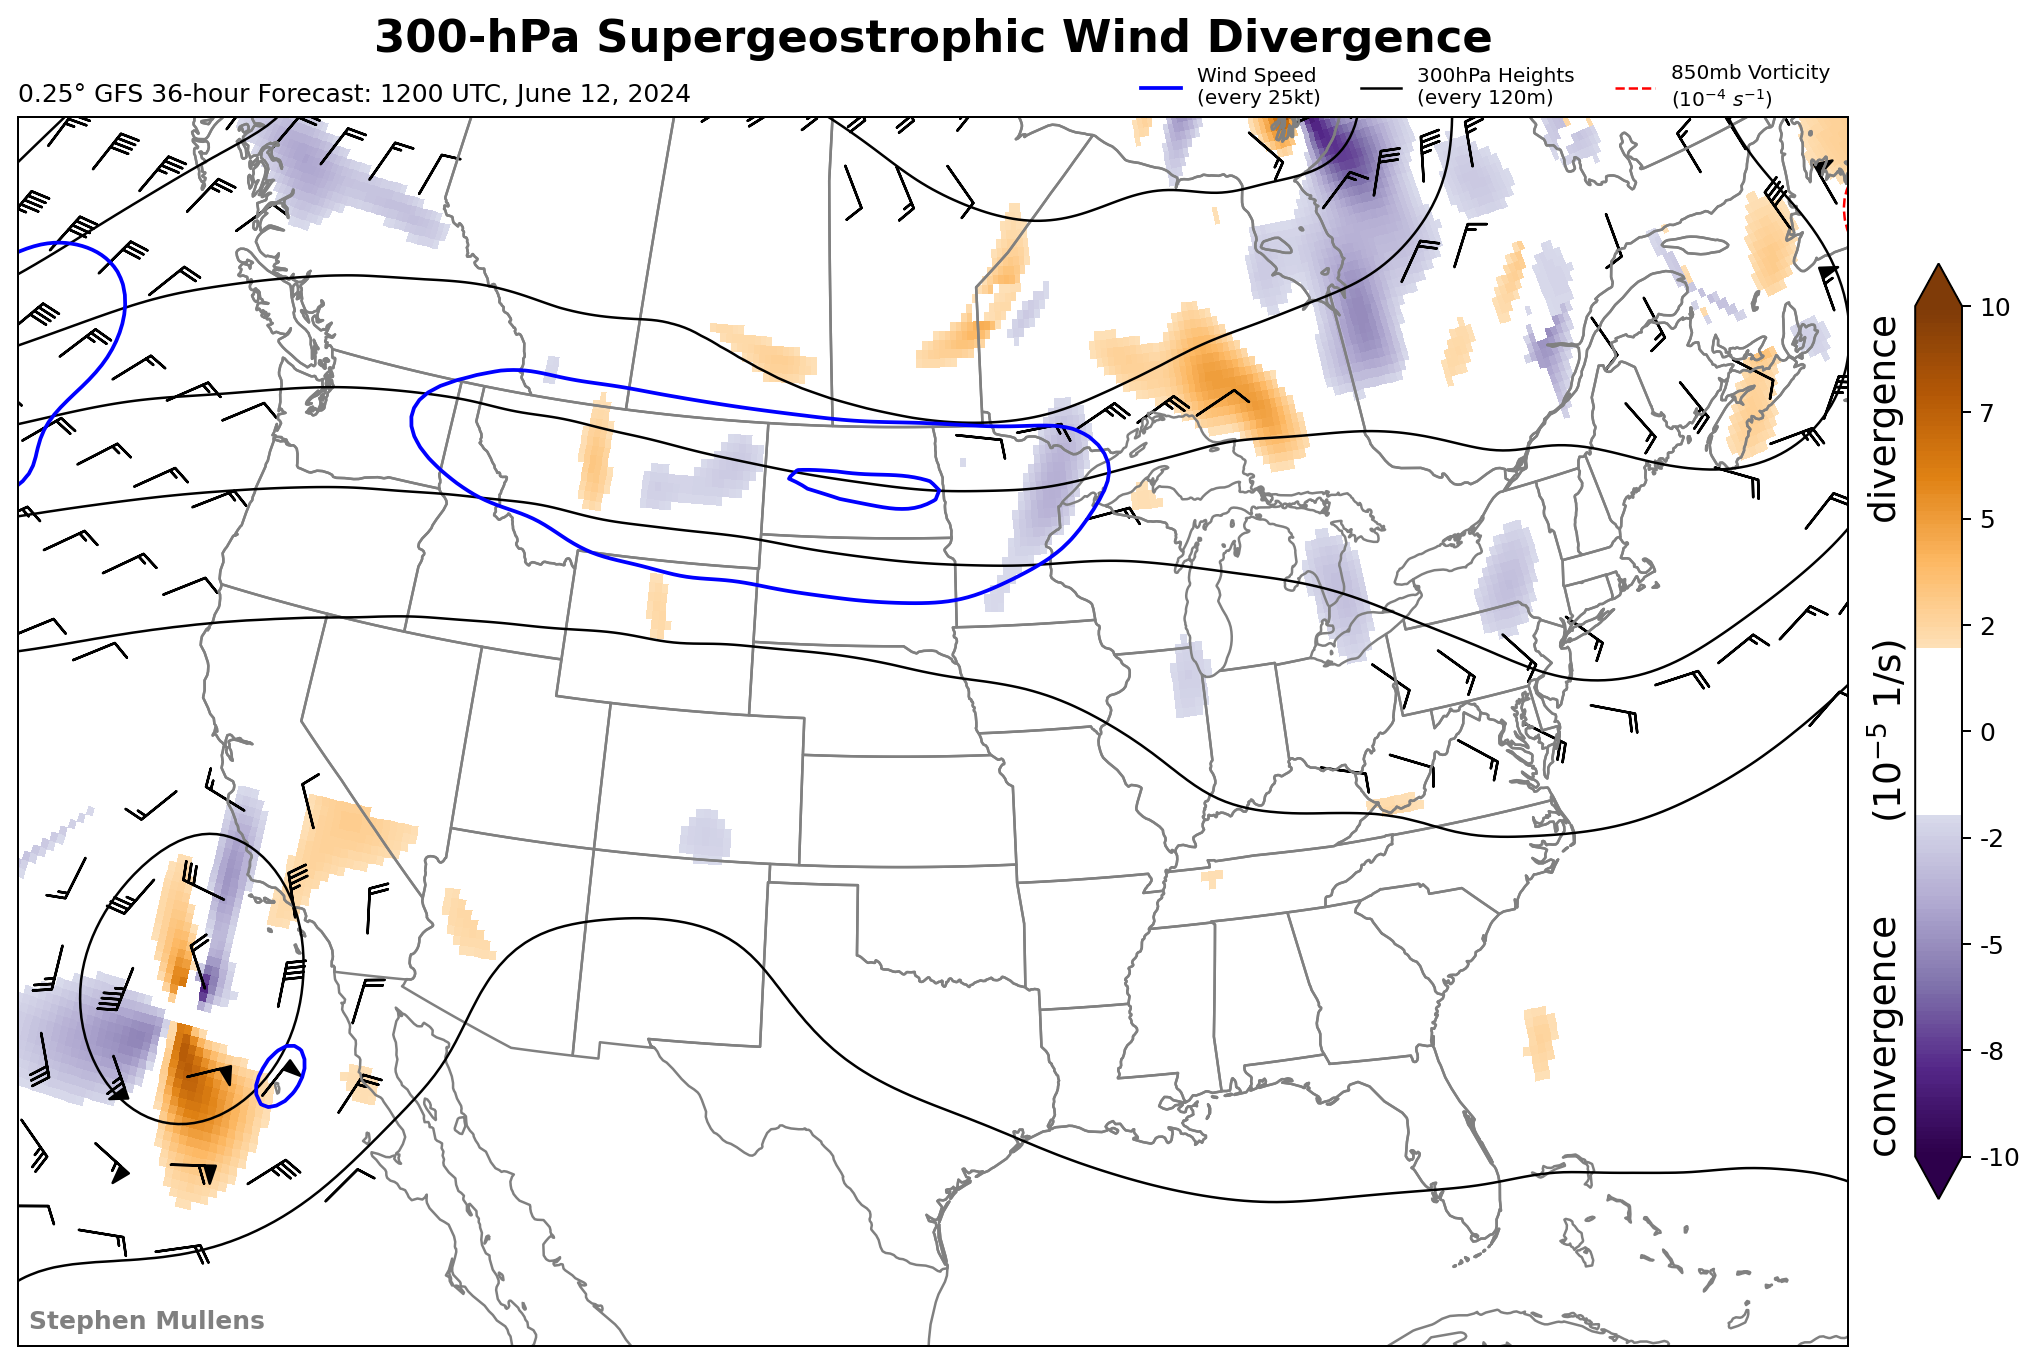 300-hPa Supergeostrophic Wind Divergence
0.25° GFS 36-hour Forecast: 1200 UTC, June 12, 2024
Wind Speed
(every 25kt)
300hPa Heights
(every 120m)
850mb Vorticity
(10⁻⁴ s⁻¹)
10
7
5
2
0
-2
-5
-8
-10
convergence (10⁻⁵ 1/s) divergence
Stephen Mullens